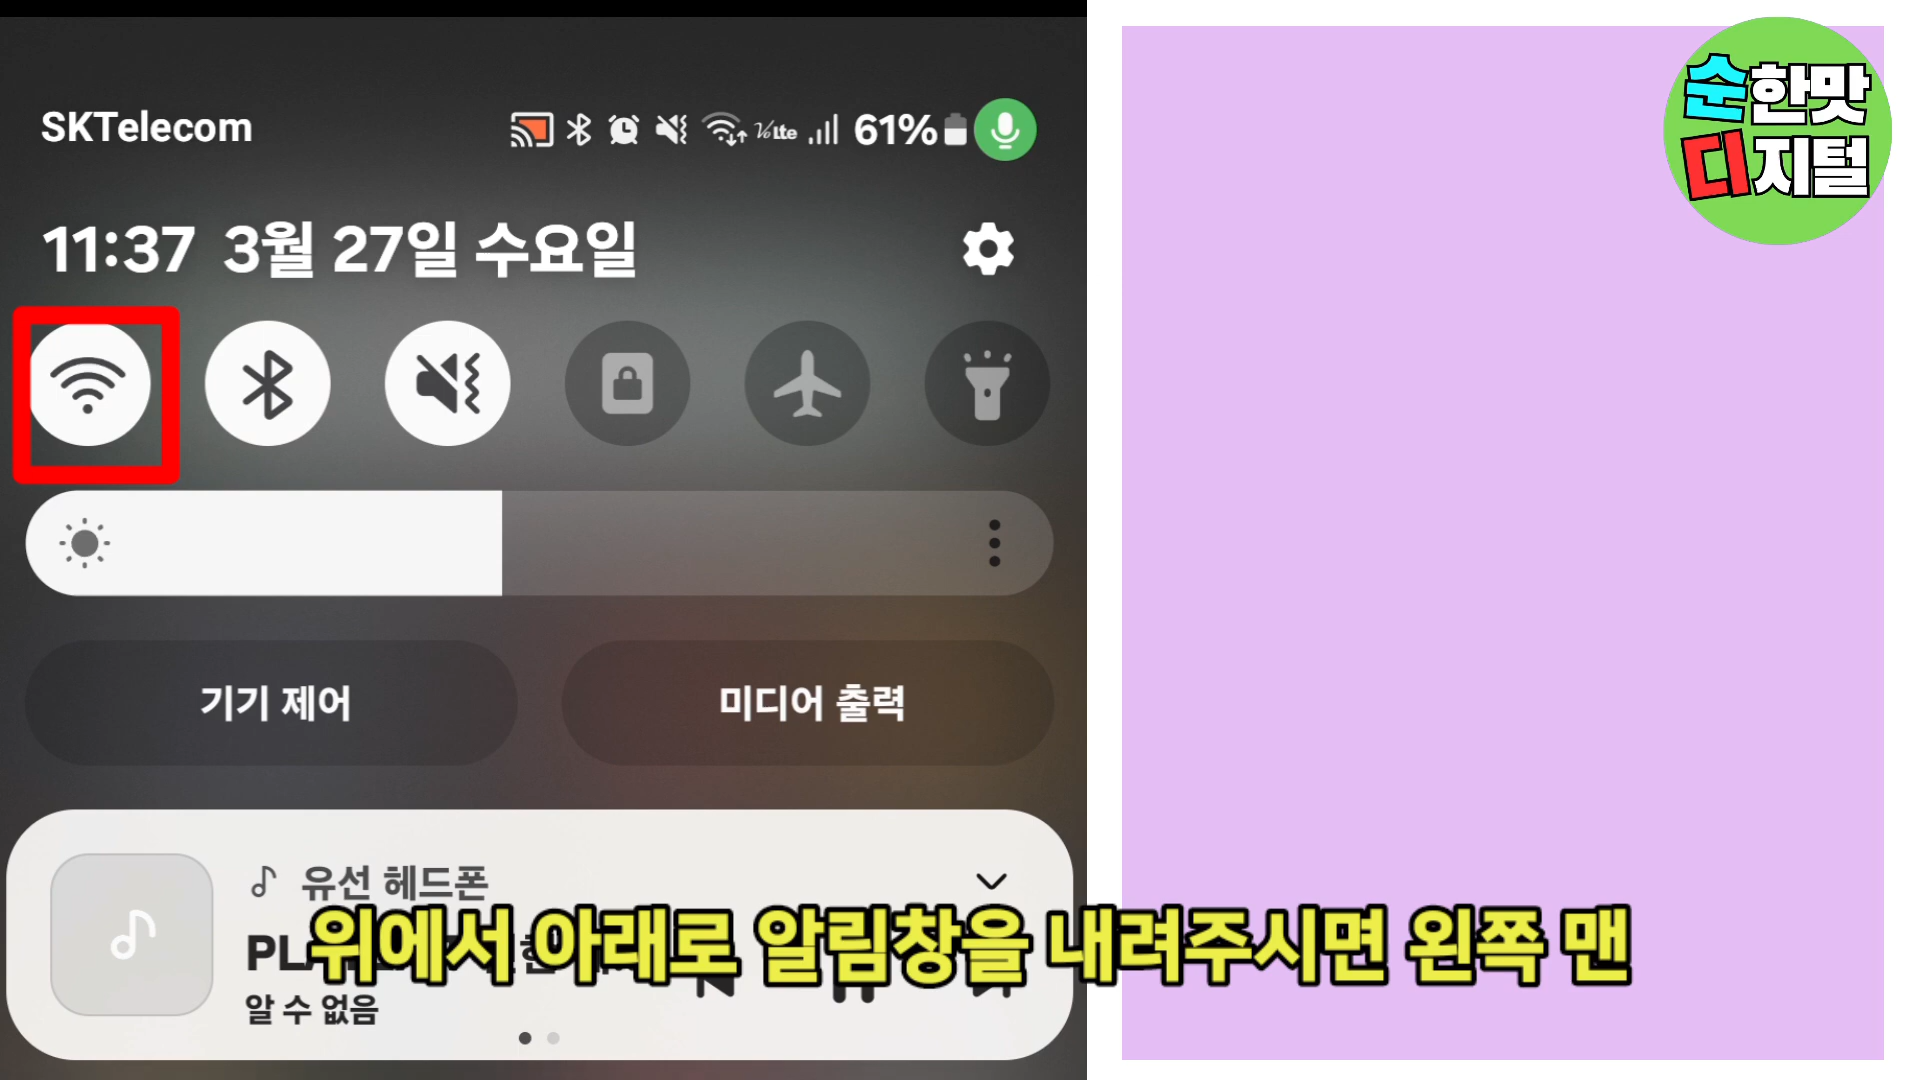 SKTelecom
Vo lte
61%
순한맛
디지털
11:37 3월 27일 수요일
기기 제어
미디어 출력
유선 헤드폰
위에서 아래로 알림창을 내려주시면 왼쪽 맨
알 수 없음